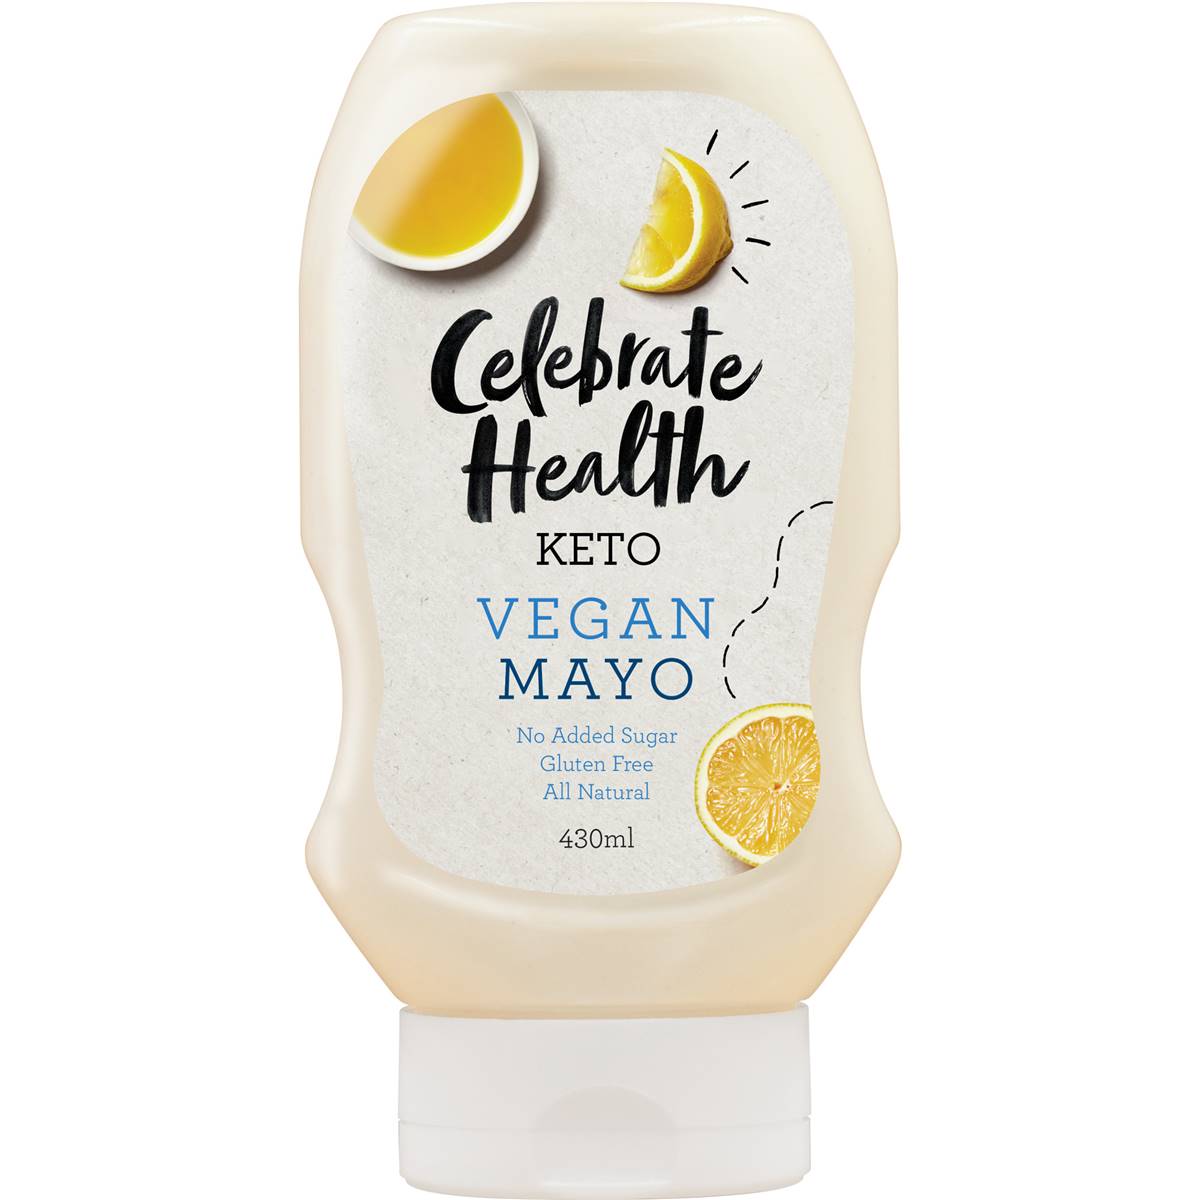 Celebrate
Health
KETO
VEGAN
MAYO
No Added Sugar
Gluten Free
All Natural
430ml